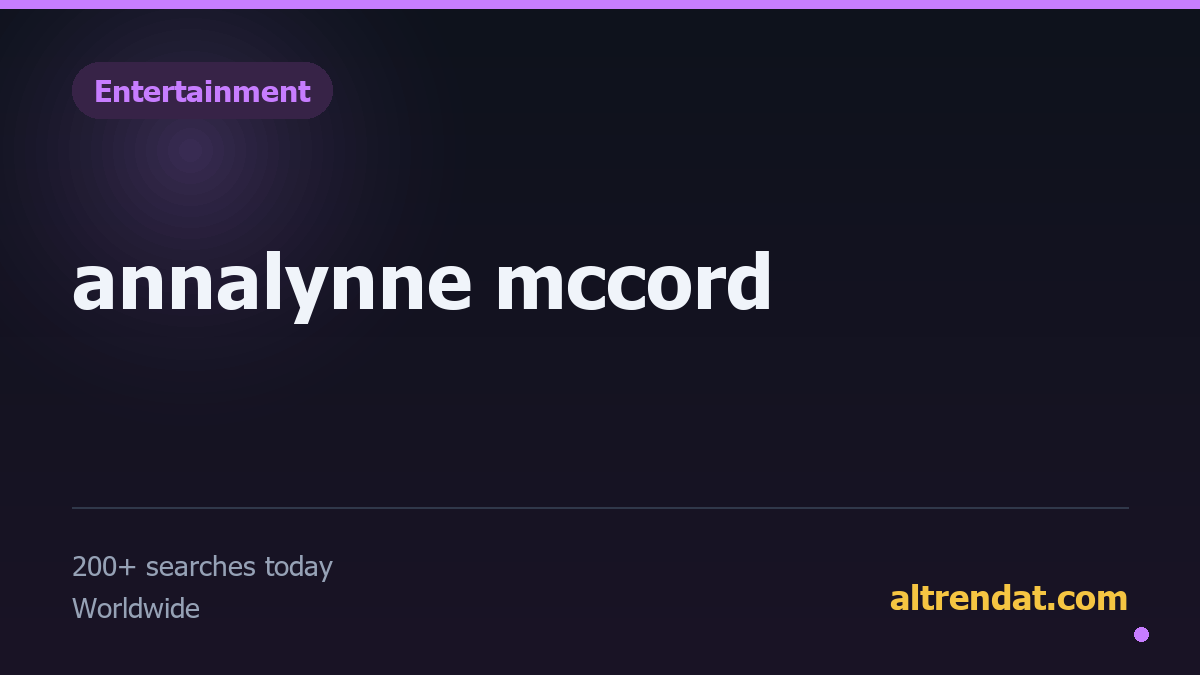 Entertainment
annalynne mccord
200+ searches today
Worldwide
altrendat.com